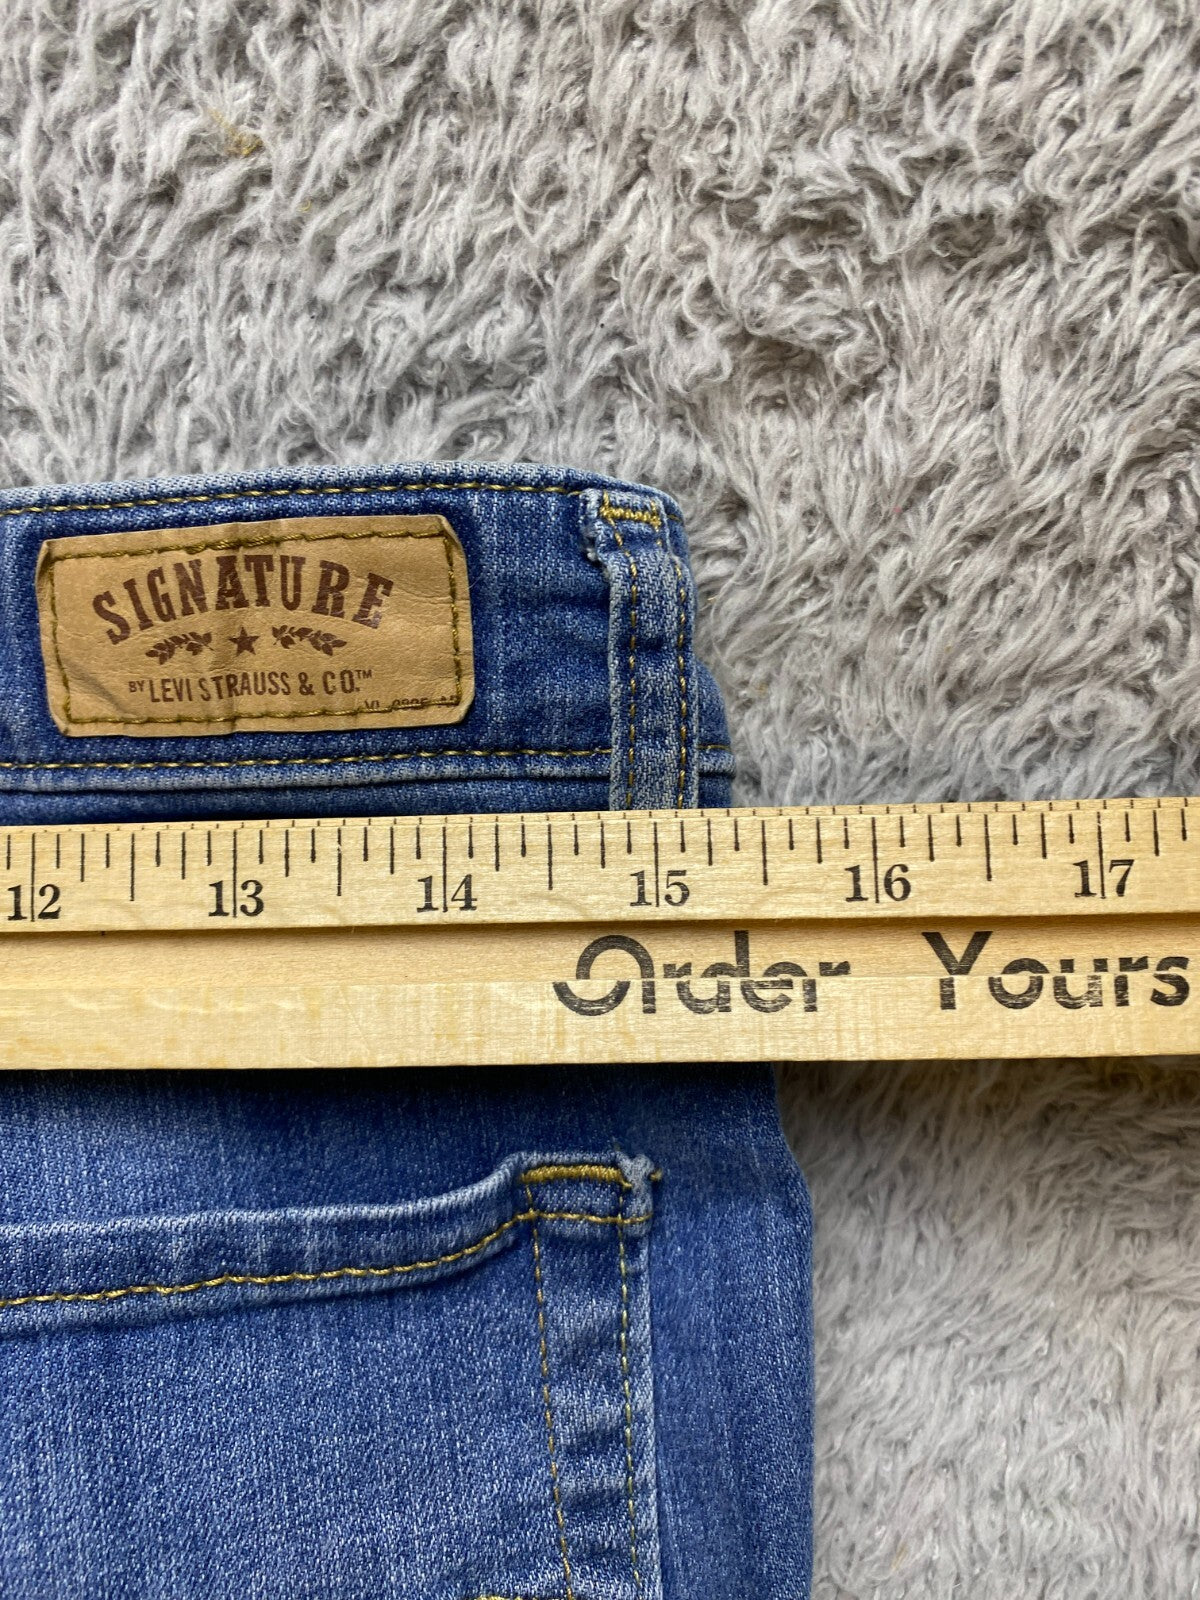 SIGNATURE
BY LEVI STRAUSS & CO.™
12 13 14 15 16 17
Order Yours